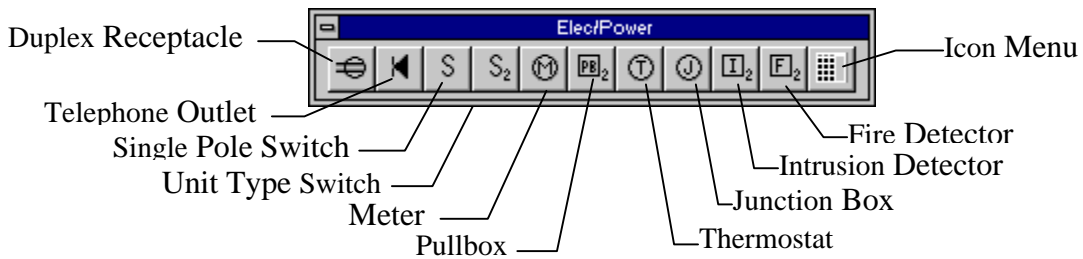 Elec/Power
Duplex Receptacle
Icon Menu
S
S2
M
PB2
T
J
I2
F2
Telephone Outlet
Fire Detector
Single Pole Switch
Intrusion Detector
Unit Type Switch
Junction Box
Meter
Thermostat
Pullbox